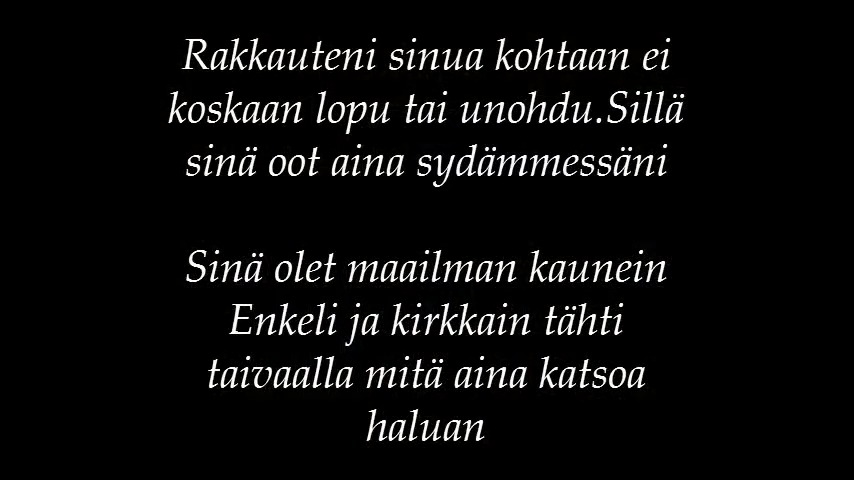 Rakkauteni sinua kohtaan ei
koskaan lopu tai unohdu.Sillä
sinä oot aina sydämmessäni
Sinä olet maailman kaunein
Enkeli ja kirkkain tähti
taivaalla mitä aina katsoa
haluan